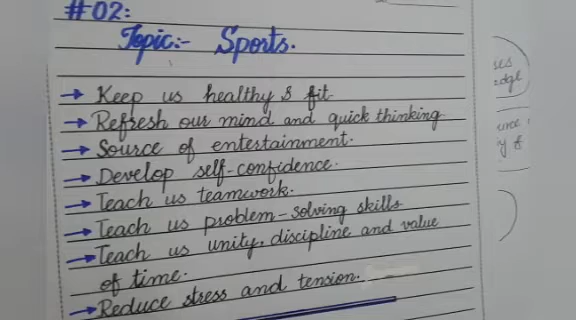 #02:
Topic:- Sports.
→ Keep us healthy & fit
→ Refresh our mind and quick thinking
→ Source of entestainment.
→ Develop self-confidence.
→ Teach us teamwork.
→ Teach us problem-solving skills
→ Teach us unity, discipline and value
of time.
→ Reduce stress and tension.